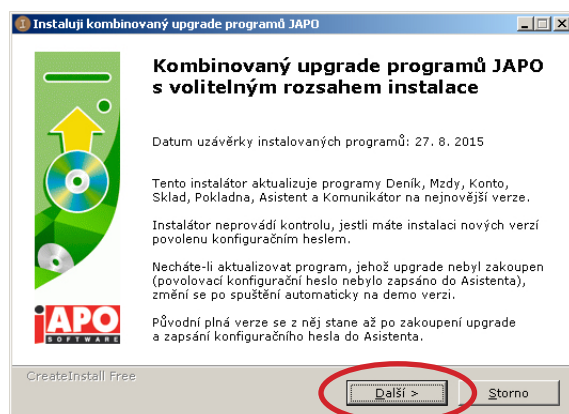 Instaluji kombinovaný upgrade programů JAPO
Kombinovaný upgrade programů JAPO
s volitelným rozsahem instalace
Datum uzávěrky instalovaných programů: 27. 8. 2015
Tento instalátor aktualizuje programy Deník, Mzdy, Konto,
Sklad, Pokladna, Asistent a Komunikátor na nejnovější verze.
Instalátor neprovádí kontrolu, jestli máte instalaci nových verzí
povolenu konfiguračním heslem.
Necháte-li aktualizovat program, jehož upgrade nebyl zakoupen
(povolovací konfigurační heslo nebylo zapsáno do Asistenta),
změní se po spuštění automaticky na demo verzi.
Původní plná verze se z něj stane až po zakoupení upgrade
a zapsání konfiguračního hesla do Asistenta.
jAPO
SOFTWARE
CreateInstall Free
Další >
Storno